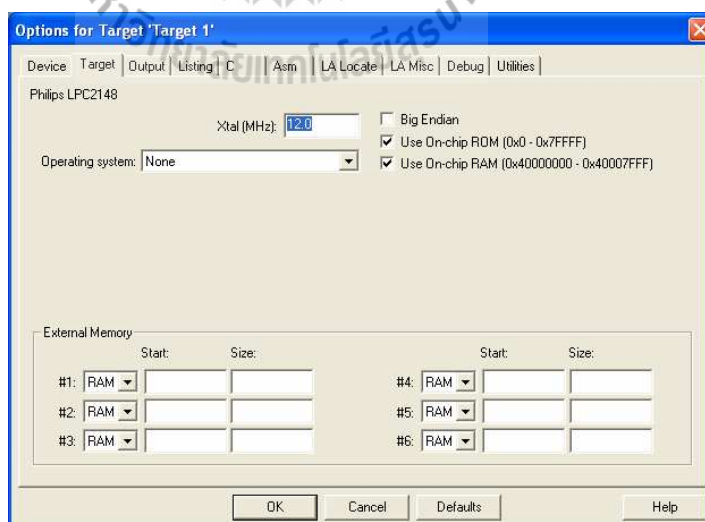 Options for Target 'Target 1'
Device Target Output Listing C Asm LA Locate LA Misc Debug Utilities
Philips LPC2148
Xtal (MHz): 12.0
Big Endian
Use On-chip ROM (0x0 - 0x7FFFF)
Operating system: None
Use On-chip RAM (0x40000000 - 0x40007FFF)
External Memory
Start: Size: Start: Size:
#1: RAM #4: RAM
#2: RAM #5: RAM
#3: RAM #6: RAM
OK Cancel Defaults Help